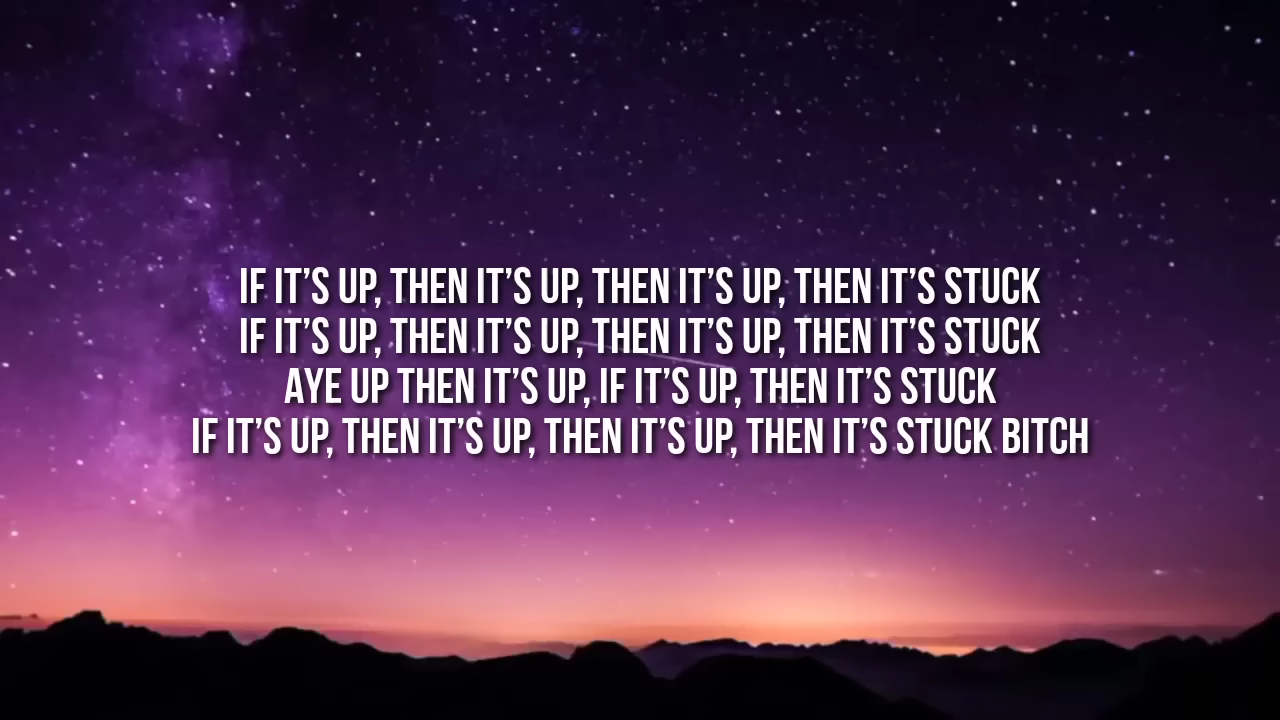 IF IT’S UP, THEN IT’S UP, THEN IT’S UP, THEN IT’S STUCK
IF IT’S UP, THEN IT’S UP, THEN IT’S UP, THEN IT’S STUCK
AYE UP THEN IT’S UP, IF IT’S UP, THEN IT’S STUCK
IF IT’S UP, THEN IT’S UP, THEN IT’S UP, THEN IT’S STUCK BITCH